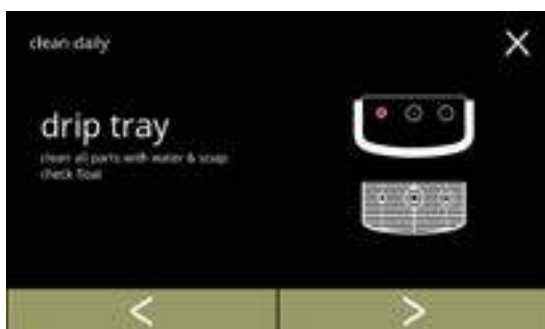 clean daily
drip tray
clean all parts with water & soap
check float